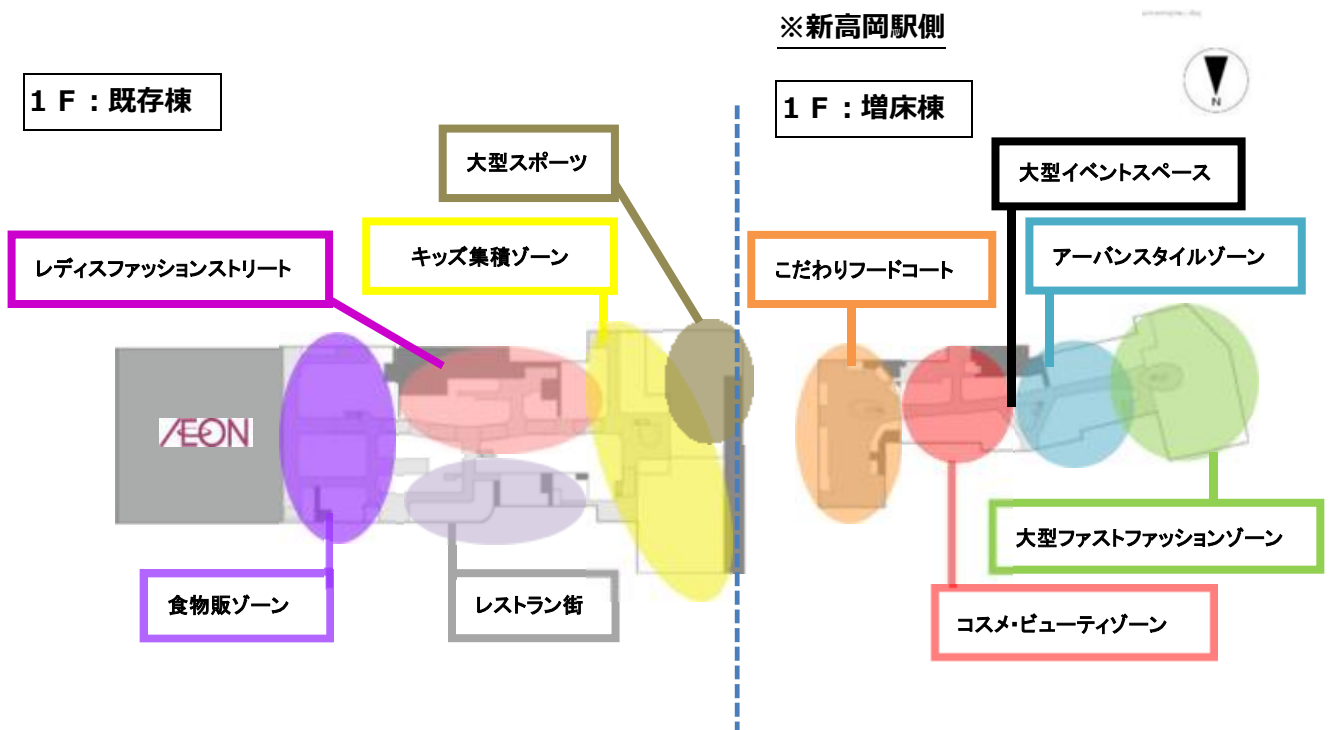 ※新高岡駅側
1 F：既存棟
1 F：増床棟
N
大型スポーツ
大型イベントスペース
レディスファッションストリート
キッズ集積ゾーン
こだわりフードコート
アーバンスタイルゾーン
ÆON
大型ファストファッションゾーン
食物販ゾーン
レストラン街
コスメ・ビューティゾーン